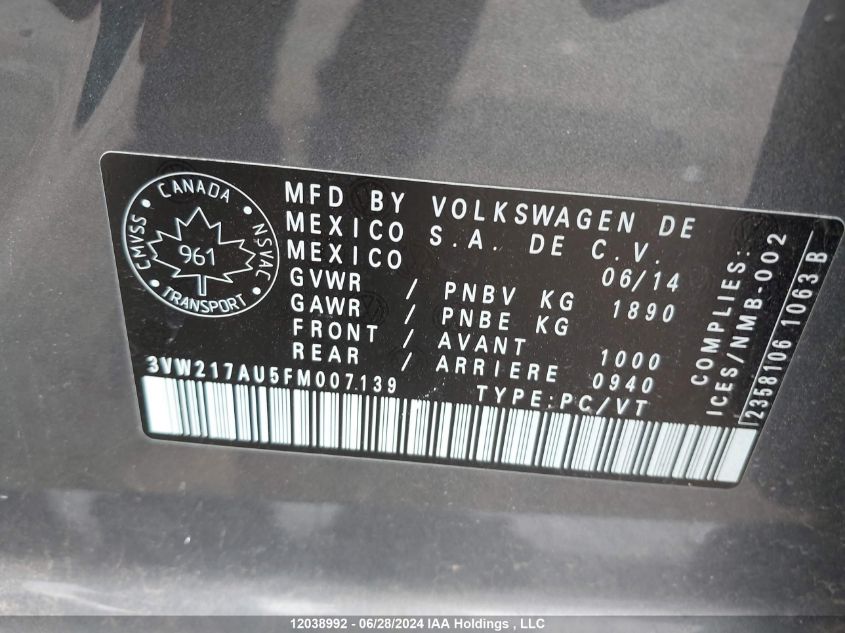 CANADA
CMVSS
NSVAC
961
TRANSPORT
MFD BY VOLKSWAGEN DE
MEXICO S.A. DE C.V.
MEXICO 06/14
GVWR / PNBV KG 1890
GAWR / PNBE KG
FRONT / AVANT 1000
REAR / ARRIERE 0940
3VW217AU5FM007139 TYPE:PC/VT
COMPLIES:
ICES/NMB-002
2358106 1063 B
12038992 - 06/28/2024 IAA Holdings , LLC